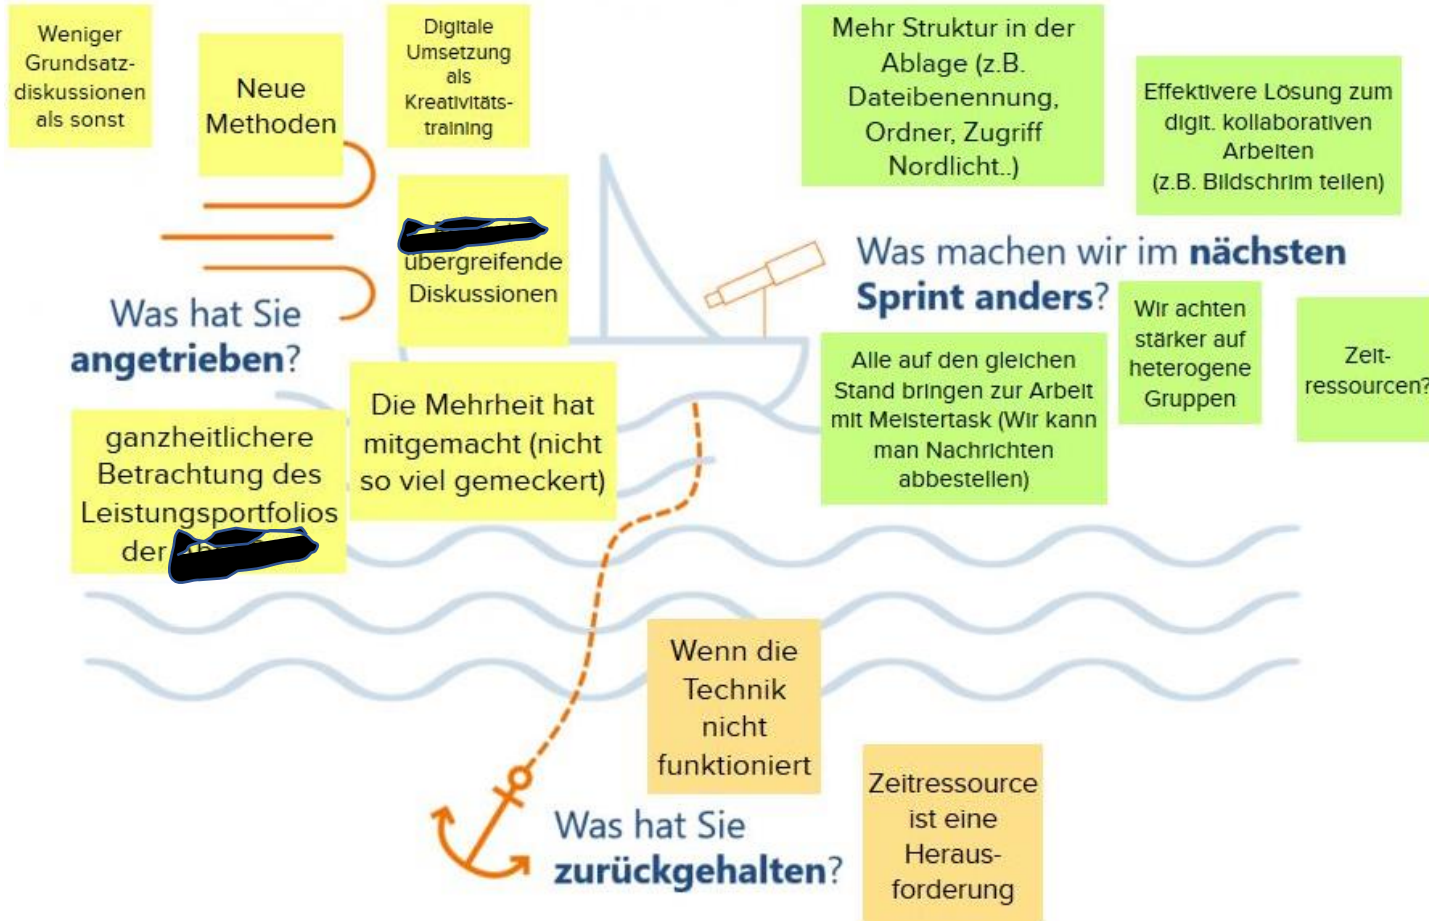 Weniger
Grundsatz-
diskussionen
als sonst
Neue
Methoden
Digitale
Umsetzung
als
Kreativitäts-
training
übergreifende
Diskussionen
Was hat Sie
angetrieben?
Die Mehrheit hat
mitgemacht (nicht
so viel gemeckert)
ganzheitlichere
Betrachtung des
Leistungsportfolios
der
Mehr Struktur in der
Ablage (z.B.
Dateibenennung,
Ordner, Zugriff
Nordlicht..)
Effektivere Lösung zum
digit. kollaborativen
Arbeiten
(z.B. Bildschrim teilen)
Was machen wir im nächsten
Sprint anders?
Alle auf den gleichen
Stand bringen zur Arbeit
mit Meistertask (Wir kann
man Nachrichten
abbestellen)
Wir achten
stärker auf
heterogene
Gruppen
Zeit-
ressourcen?
Wenn die
Technik
nicht
funktioniert
Zeitressource
ist eine
Heraus-
forderung
Was hat Sie
zurückgehalten?